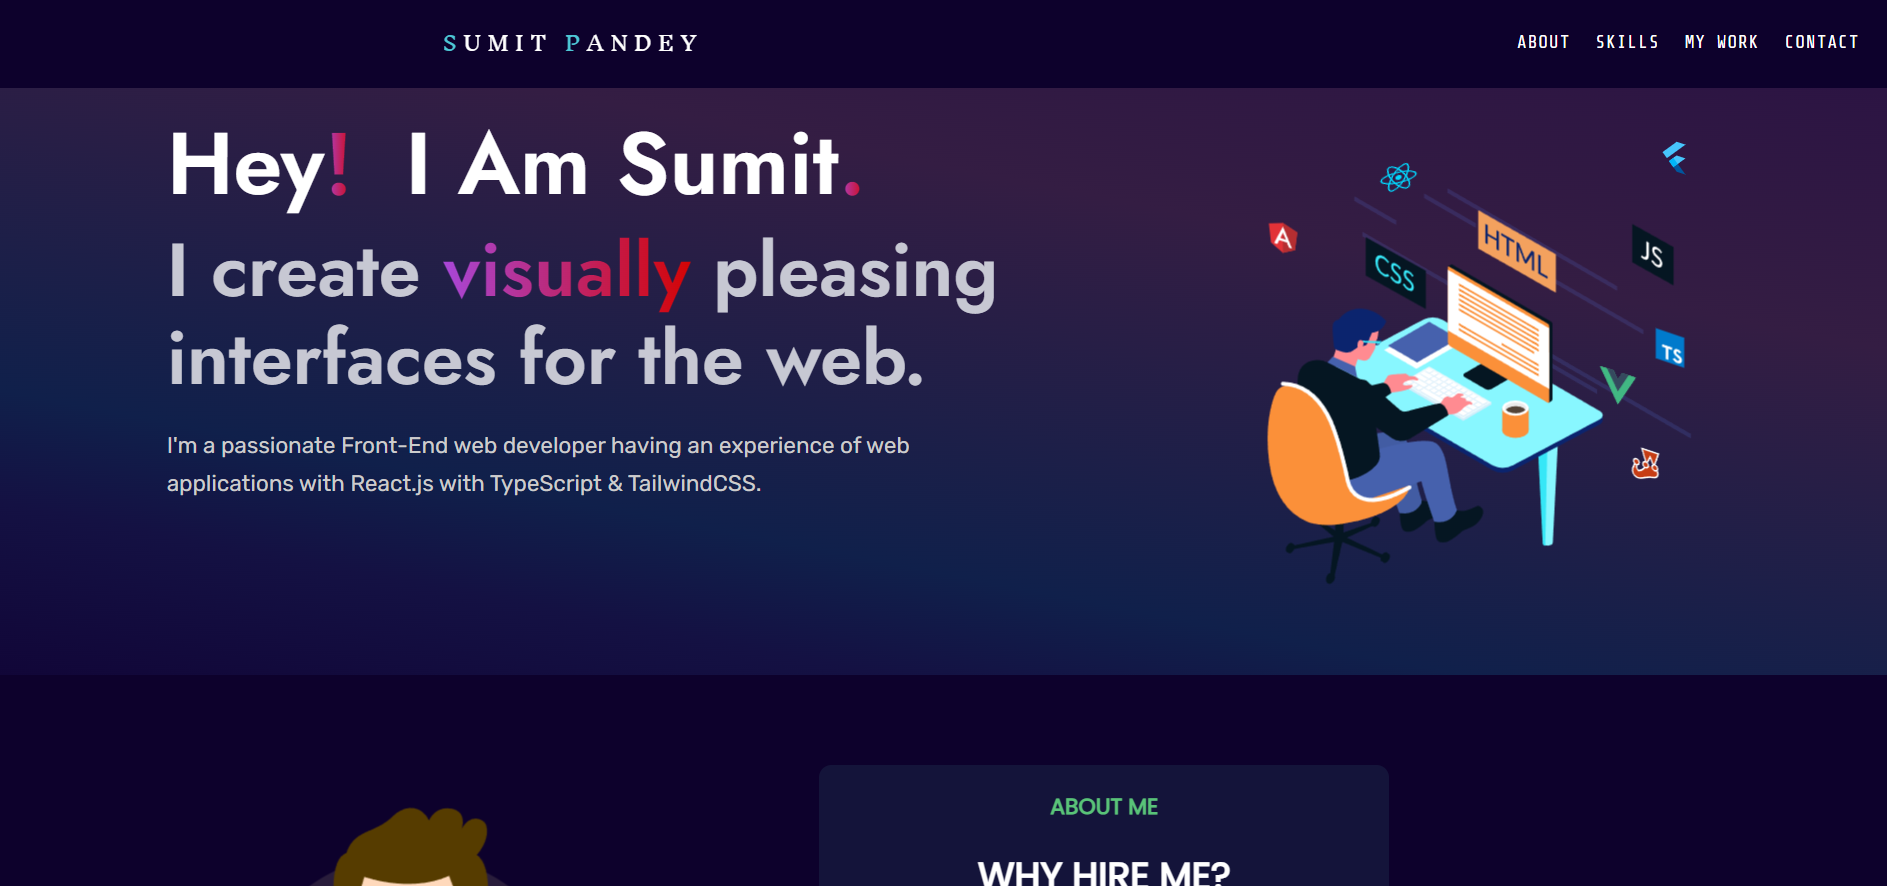 SUMIT PANDEY
ABOUT SKILLS MY WORK CONTACT
Hey! I Am Sumit.
I create visually pleasing
interfaces for the web.
I'm a passionate Front-End web developer having an experience of web
applications with React.js with TypeScript & TailwindCSS.
A
CSS
HTML
JS
TS
ABOUT ME
WHY HIRE ME?